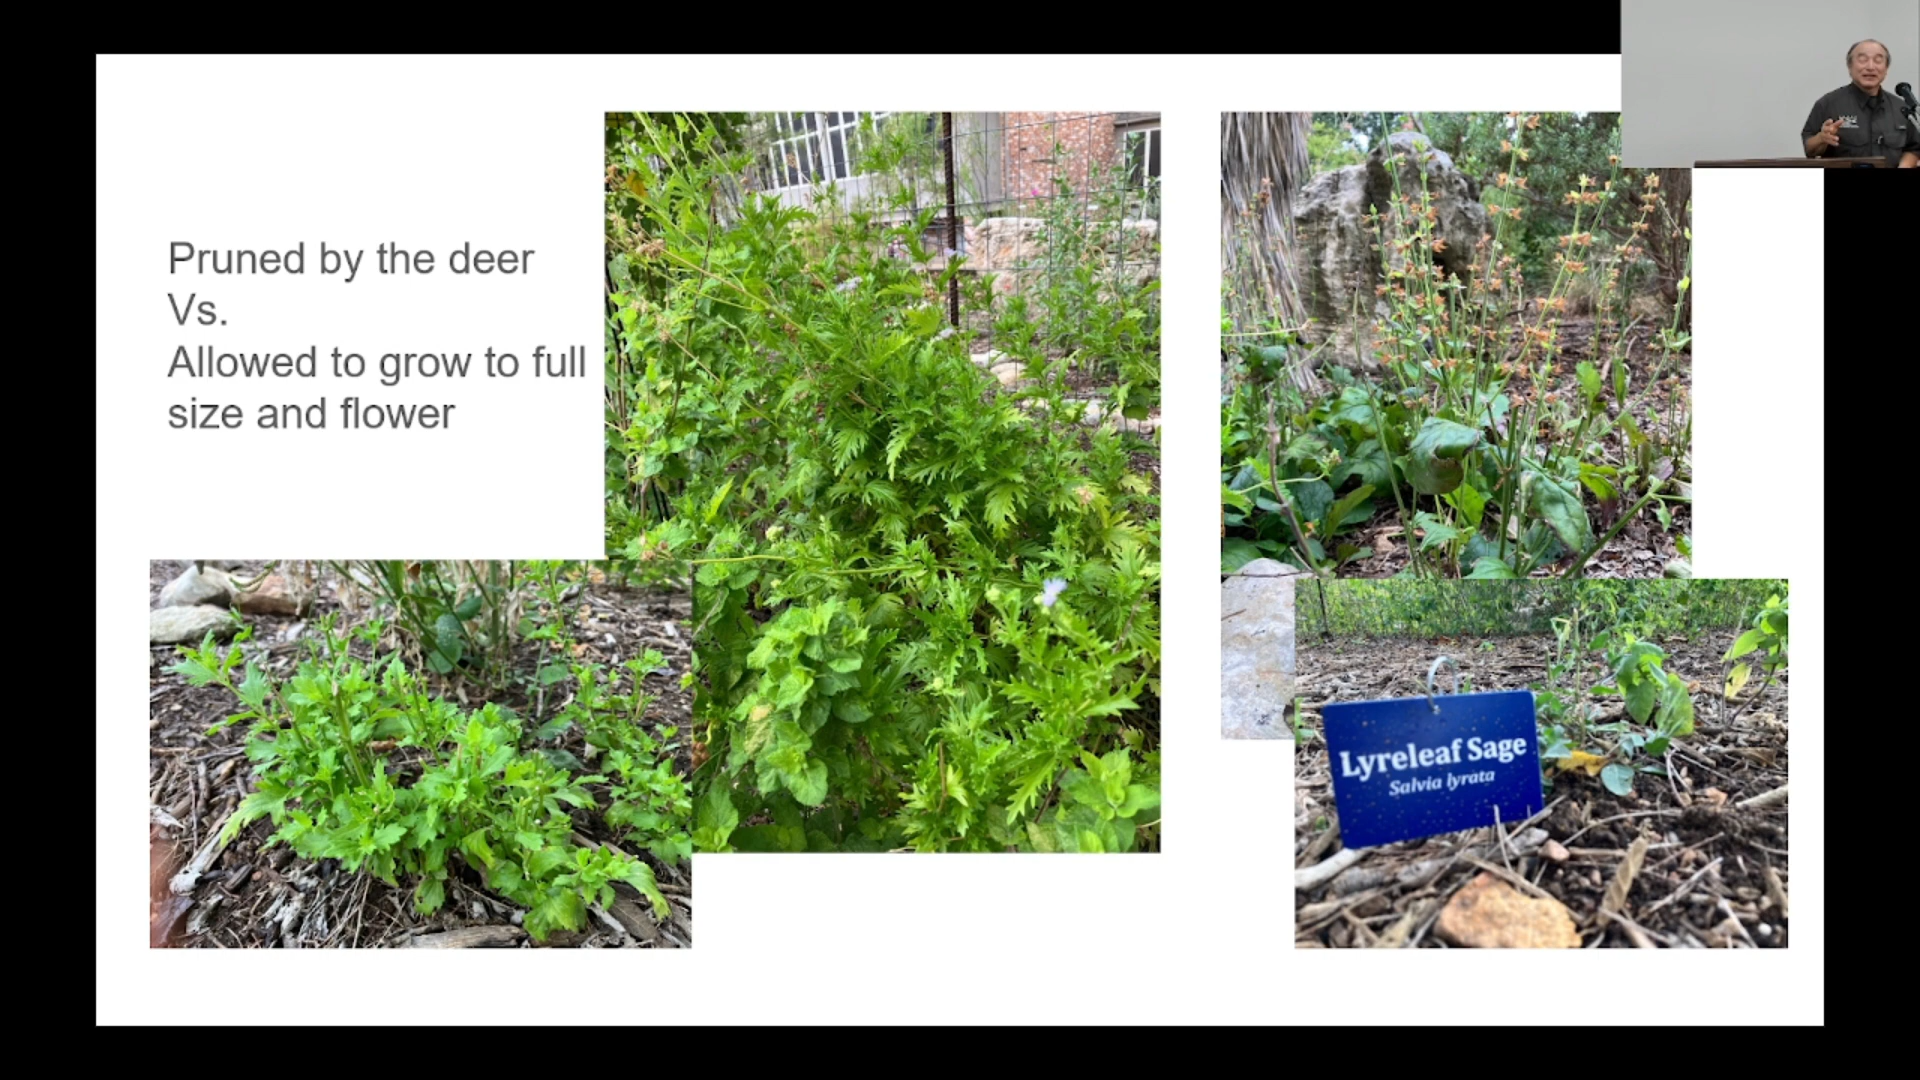 Pruned by the deer
Vs.
Allowed to grow to full
size and flower
Lyreleaf Sage
Salvia lyrata